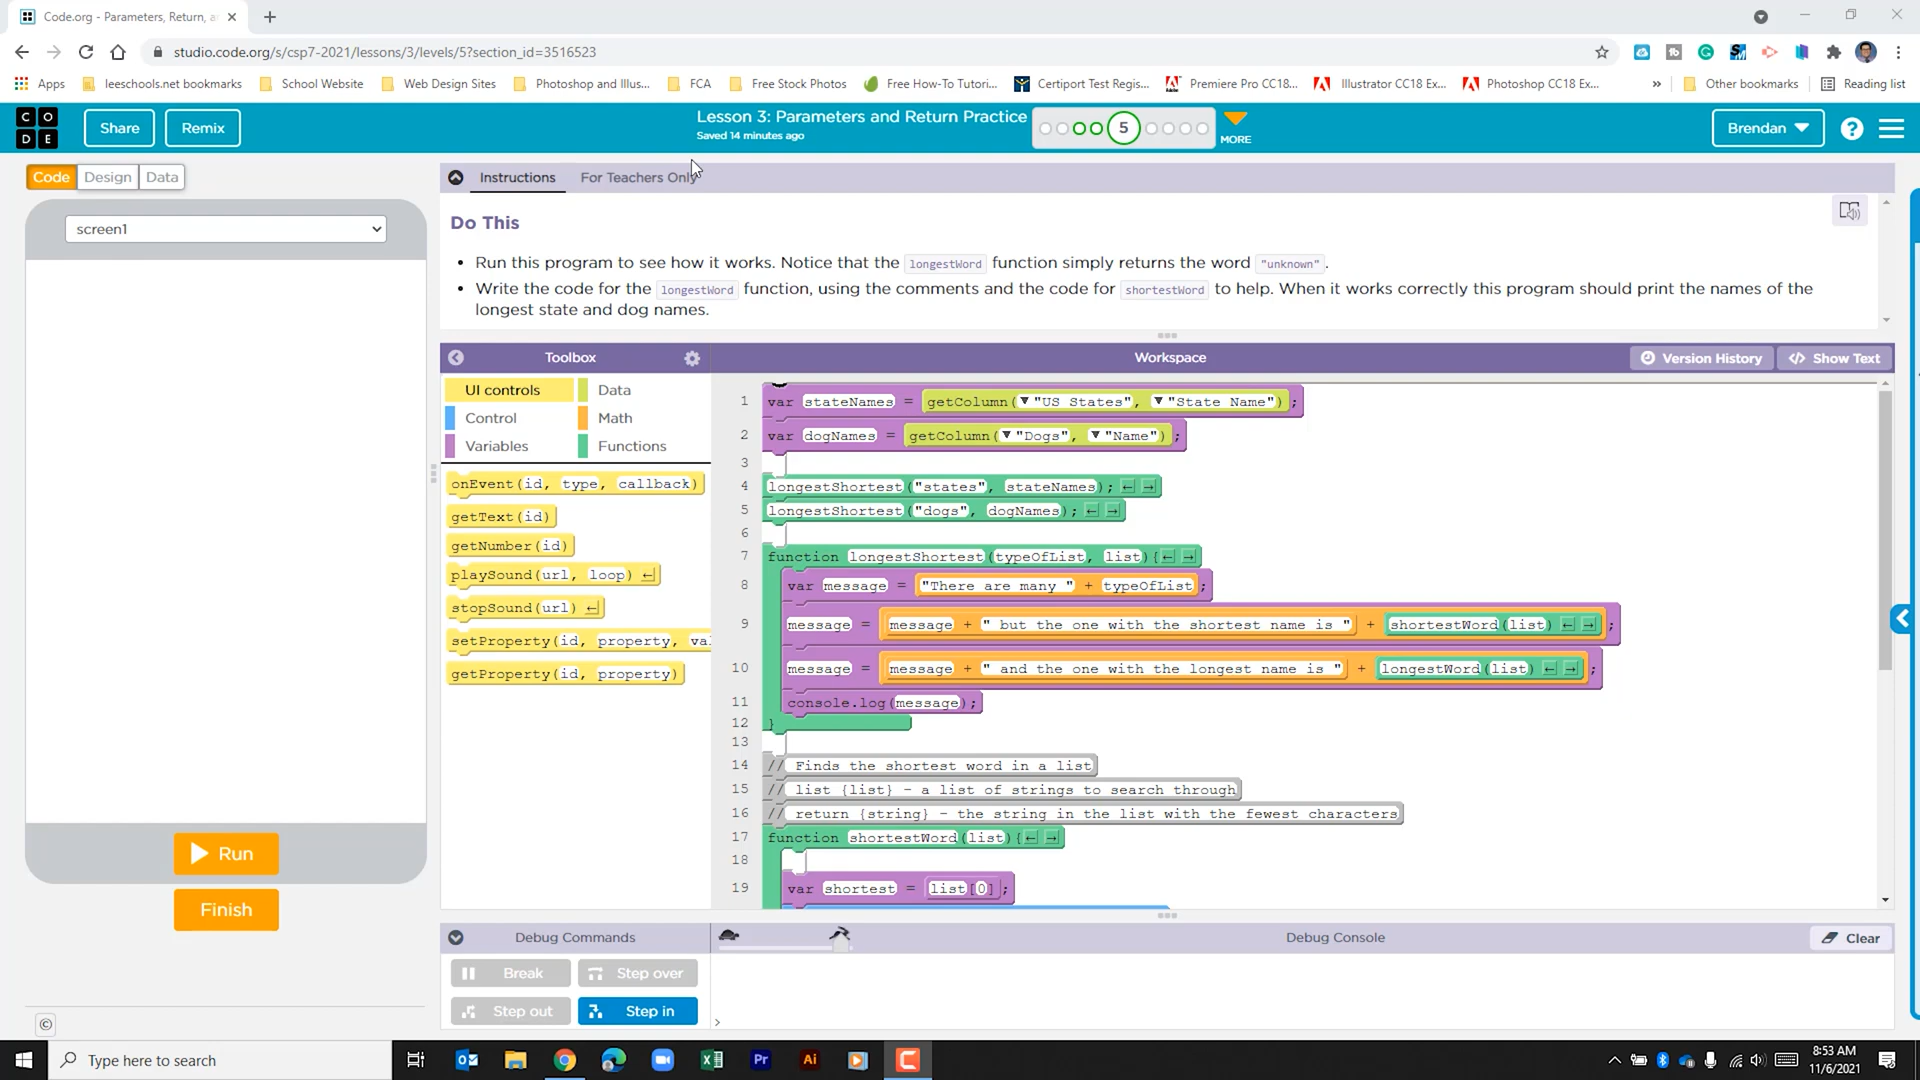 Code.org - Parameters, Return, a
studio.code.org/s/csp7-2021/lessons/3/levels/5?section_id=3516523
Apps
leeschools.net bookmarks
School Website
Web Design Sites
Photoshop and Illus...
FCA
Free Stock Photos
Free How-To Tutori...
Certiport Test Regis...
Premiere Pro CC18...
Illustrator CC18 Ex...
Photoshop CC18 Ex...
»
Other bookmarks
Reading list
C O
D E
Share
Remix
Lesson 3: Parameters and Return Practice
Saved 14 minutes ago
5
MORE
Brendan
?
Code
Design
Data
Instructions
For Teachers Only
screen1
Do This
• Run this program to see how it works. Notice that the longestWord function simply returns the word "unknown".
• Write the code for the longestWord function, using the comments and the code for shortestWord to help. When it works correctly this program should print the names of the
longest state and dog names.
Toolbox
Workspace
Version History
</> Show Text
UI controls
Data
Control
Math
Variables
Functions
onEvent(id, type, callback)
getText(id)
getNumber(id)
playSound(url, loop)
stopSound(url)
setProperty(id, property, val
getProperty(id, property)
1 var stateNames = getColumn(▼"US States", ▼"State Name");
2 var dogNames = getColumn(▼"Dogs", ▼"Name");
3
4 longestShortest("states", stateNames); ← →
5 longestShortest("dogs", dogNames); ← →
6
7 function longestShortest(typeOfList, list){ ← →
8 var message = "There are many " + typeOfList;
9 message = message + " but the one with the shortest name is " + shortestWord(list) ← → ;
10 message = message + " and the one with the longest name is " + longestWord(list) ← → ;
11 console.log(message);
12 }
13
14 // Finds the shortest word in a list
15 // list {list} - a list of strings to search through
16 // return {string} - the string in the list with the fewest characters
17 function shortestWord(list){ ← →
18
19 var shortest = list[0];
Run
Finish
Debug Commands
Debug Console
Clear
Break
Step over
Step out
Step in
>
©
Type here to search
Pr
Ai
8:53 AM
11/6/2021